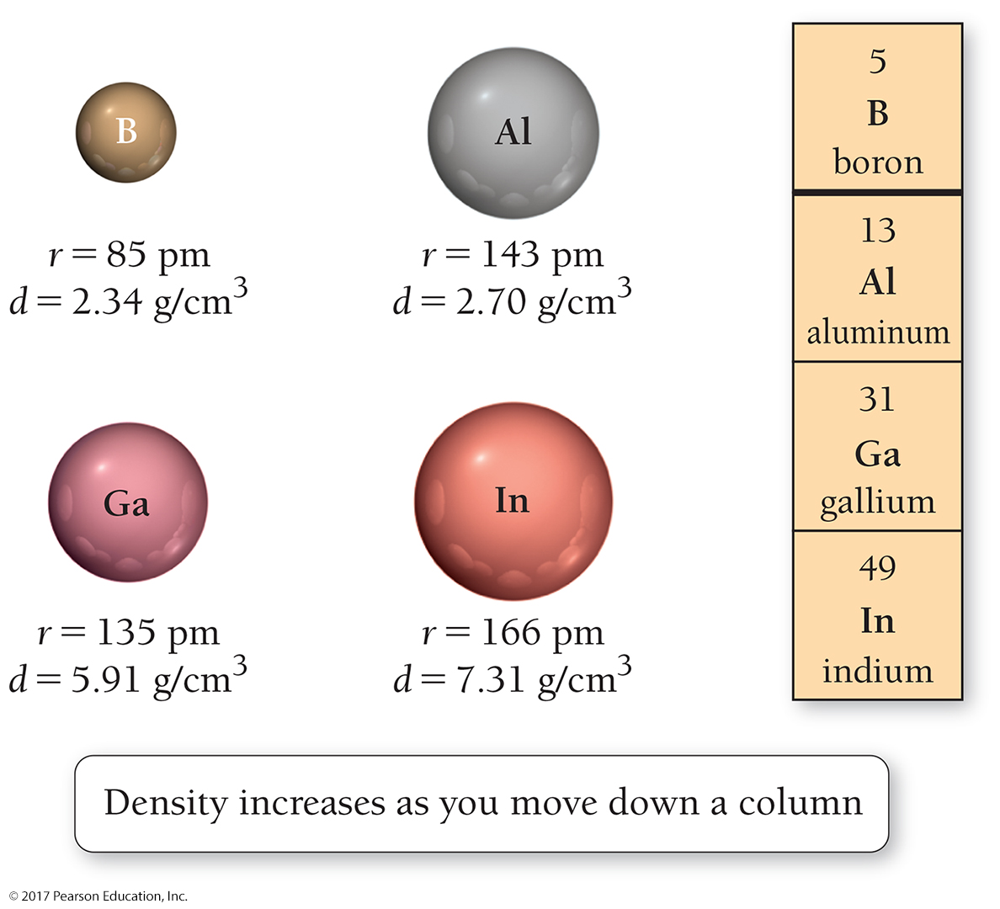 B
r = 85 pm
d = 2.34 g/cm³
Al
r = 143 pm
d = 2.70 g/cm³
Ga
r = 135 pm
d = 5.91 g/cm³
In
r = 166 pm
d = 7.31 g/cm³
5
B
boron
13
Al
aluminum
31
Ga
gallium
49
In
indium
Density increases as you move down a column
© 2017 Pearson Education, Inc.